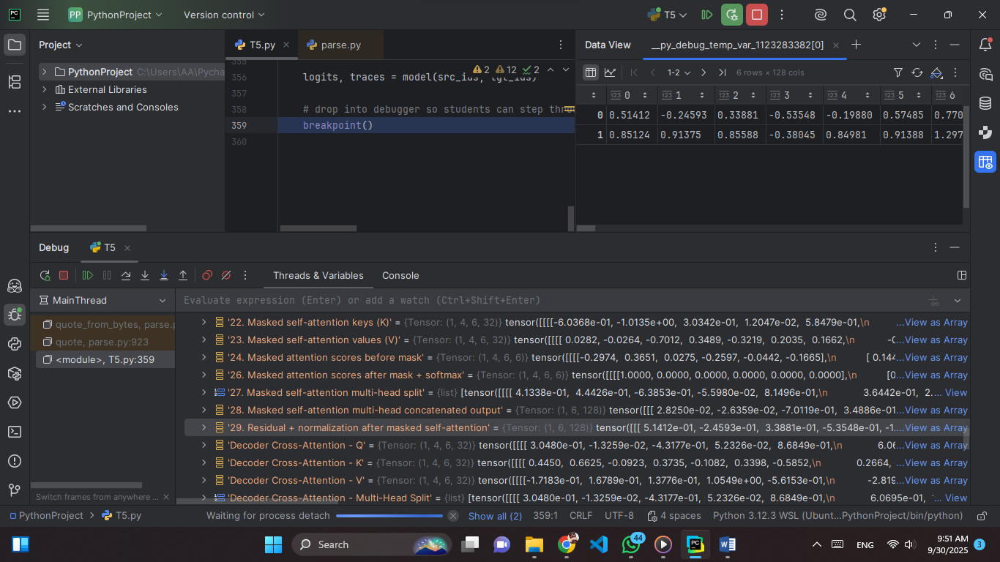 PC
PP PythonProject
Version control
T5
Project
PythonProject C:\Users\AA\Pycha
External Libraries
Scratches and Consoles
T5.py
parse.py
2 12 2
355
356 logits, traces = model(src_ids, tgt_ids)
357
358 # drop into debugger so students can step thro
359 breakpoint()
360
Data View
__py_debug_temp_var_1123283382[0]
1-2
6 rows × 128 cols
123 0 123 1 123 2 123 3 123 4 123 5 123 6
0 0.51412 -0.24593 0.33881 -0.53548 -0.19880 0.57485 0.770
1 0.85124 0.91375 0.85588 -0.38045 0.84981 0.91388 1.297
Debug
T5
Threads & Variables
Console
MainThread
quote_from_bytes, parse.p
quote, parse.py:923
<module>, T5.py:359
Switch frames from anywhere ...
Evaluate expression (Enter) or add a watch (Ctrl+Shift+Enter)
'22. Masked self-attention keys (K)' = {Tensor: (1, 4, 6, 32)} tensor([[[[-6.0368e-01, -1.0135e+00, 3.0342e-01, 1.2047e-02, 5.8479e-01,\n ...View as Array
'23. Masked self-attention values (V)' = {Tensor: (1, 4, 6, 32)} tensor([[[[ 0.0282, -0.0264, -0.7012, 0.3489, -0.3219, 0.2035, 0.1662,\n -0...View as Array
'24. Masked attention scores before mask' = {Tensor: (1, 4, 6, 6)} tensor([[[[-0.2974, 0.3651, 0.0275, -0.2597, -0.0442, -0.1665],\n [ 0.144...View as Array
'26. Masked attention scores after mask + softmax' = {Tensor: (1, 4, 6, 6)} tensor([[[[1.0000, 0.0000, 0.0000, 0.0000, 0.0000, 0.0000],\n [0...View as Array
'27. Masked self-attention multi-head split' = {list} [tensor([[[[ 4.1338e-01, 4.4426e-01, -6.3853e-01, -5.5980e-02, 8.1496e-01,\n 3.6442e-01, 2.... View
'28. Masked self-attention multi-head concatenated output' = {Tensor: (1, 6, 128)} tensor([[[ 2.8250e-02, -2.6359e-02, -7.0119e-01, 3.4886e-01...View as Array
'29. Residual + normalization after masked self-attention' = {Tensor: (1, 6, 128)} tensor([[[ 5.1412e-01, -2.4593e-01, 3.3881e-01, -5.3548e-01, -1...View as Array
'Decoder Cross-Attention - Q' = {Tensor: (1, 4, 6, 32)} tensor([[[[ 3.0480e-01, -1.3259e-02, -4.3177e-01, 5.2326e-02, 8.6849e-01,\n 6.06...View as Array
'Decoder Cross-Attention - K' = {Tensor: (1, 4, 6, 32)} tensor([[[[ 0.4450, 0.6625, -0.0923, 0.3735, -0.1082, 0.3398, -0.5852,\n 0.2664, ...View as Array
'Decoder Cross-Attention - V' = {Tensor: (1, 4, 6, 32)} tensor([[[[-1.7183e-01, 1.6789e-01, 1.3776e-01, 1.0549e+00, -5.6153e-01,\n -2.819...View as Array
'Decoder Cross-Attention - Multi-Head Split' = {list} [tensor([[[[ 3.0480e-01, -1.3259e-02, -4.3177e-01, 5.2326e-02, 8.6849e-01,\n 6.0695e-01, ... View
PythonProject
T5.py
Waiting for process detach
Show all (2)
359:1 CRLF UTF-8 4 spaces Python 3.12.3 WSL (Ubunt...PythonProject/bin/python)
Search
44
ENG
9:51 AM
9/30/2025
3